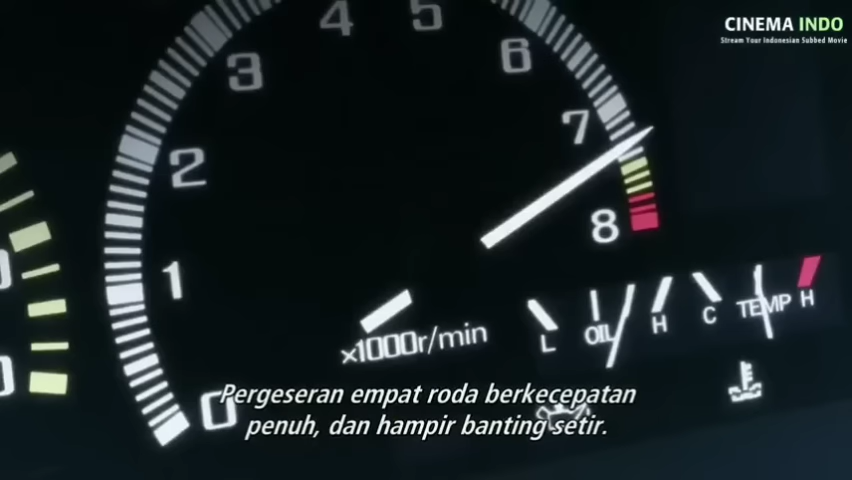 CINEMA INDO
Stream Your Indonesian Subbed Movie
4 5
3 6
2 7
1 8
0
×1000r/min
L OIL H C TEMP H
Pergeseran empat roda berkecepatan
penuh, dan hampir banting setir.